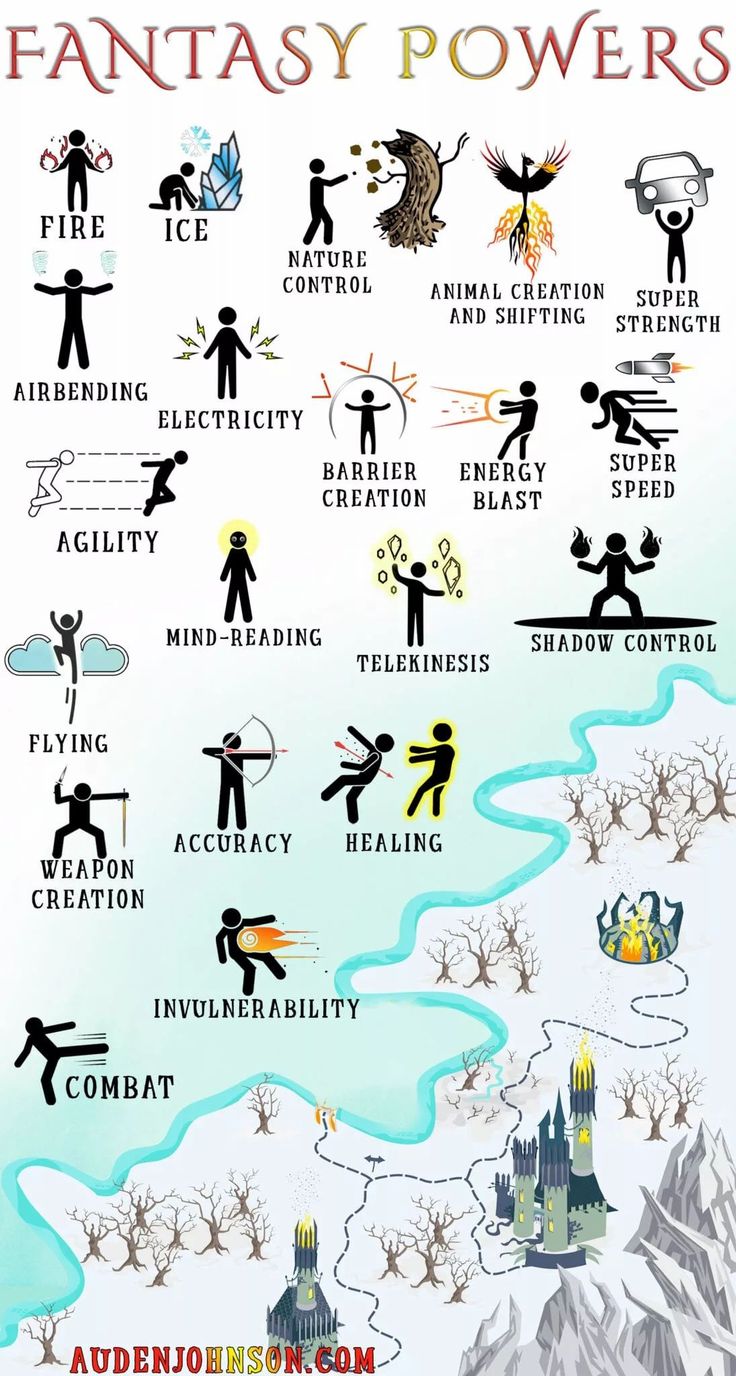 FANTASY POWERS
FIRE
ICE
NATURE
CONTROL
ANIMAL CREATION
AND SHIFTING
SUPER
STRENGTH
AIRBENDING
ELECTRICITY
BARRIER
CREATION
ENERGY
BLAST
SUPER
SPEED
AGILITY
MIND-READING
TELEKINESIS
SHADOW CONTROL
FLYING
ACCURACY
HEALING
WEAPON
CREATION
INVULNERABILITY
COMBAT
AUDENJOHNSON.COM